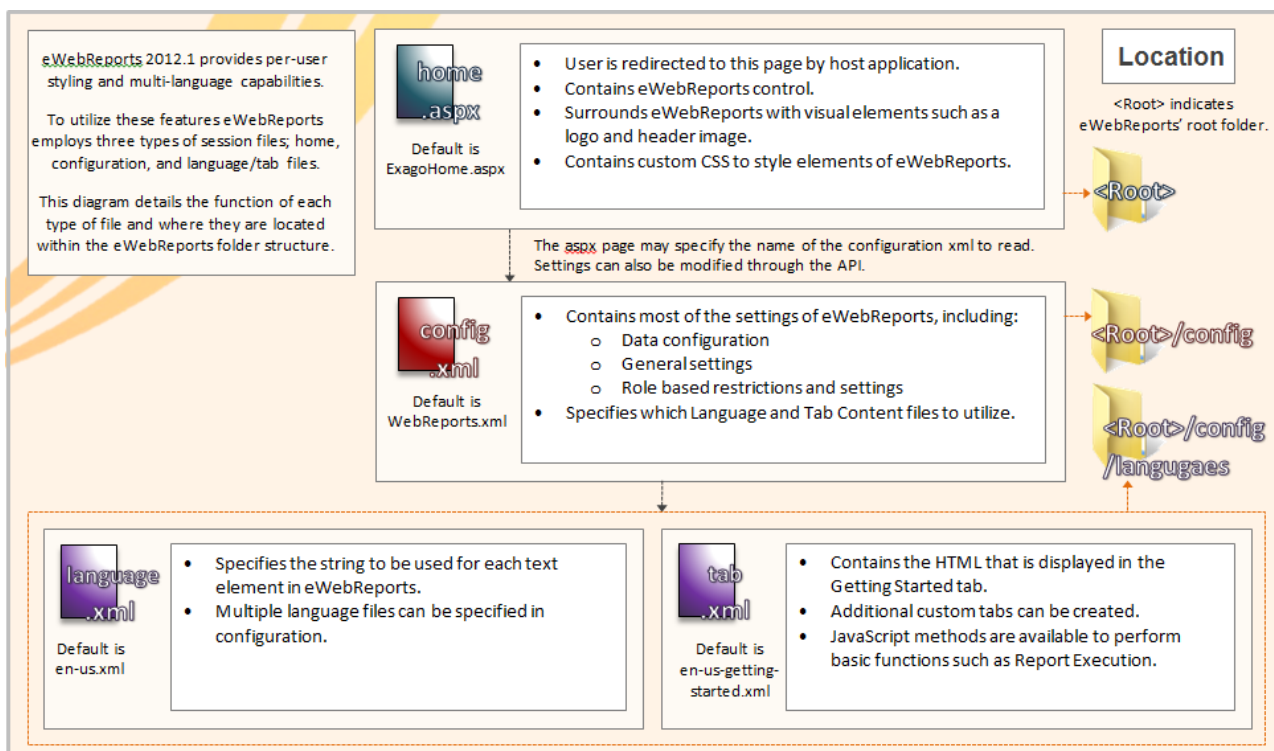 eWebReports 2012.1 provides per-user
styling and multi-language capabilities.
To utilize these features eWebReports
employs three types of session files; home,
configuration, and language/tab files.
This diagram details the function of each
type of file and where they are located
within the eWebReports folder structure.
home
.aspx
Default is
ExagoHome.aspx
• User is redirected to this page by host application.
• Contains eWebReports control.
• Surrounds eWebReports with visual elements such as a
logo and header image.
• Contains custom CSS to style elements of eWebReports.
Location
<Root> indicates
eWebReports' root folder.
<Root>
The aspx page may specify the name of the configuration xml to read.
Settings can also be modified through the API.
config
.xml
Default is
WebReports.xml
• Contains most of the settings of eWebReports, including:
o Data configuration
o General settings
o Role based restrictions and settings
• Specifies which Language and Tab Content files to utilize.
<Root>/config
<Root>/config
/langugaes
language
.xml
Default is
en-us.xml
• Specifies the string to be used for each text
element in eWebReports.
• Multiple language files can be specified in
configuration.
tab
.xml
Default is
en-us-getting-
started.xml
• Contains the HTML that is displayed in the
Getting Started tab.
• Additional custom tabs can be created.
• JavaScript methods are available to perform
basic functions such as Report Execution.